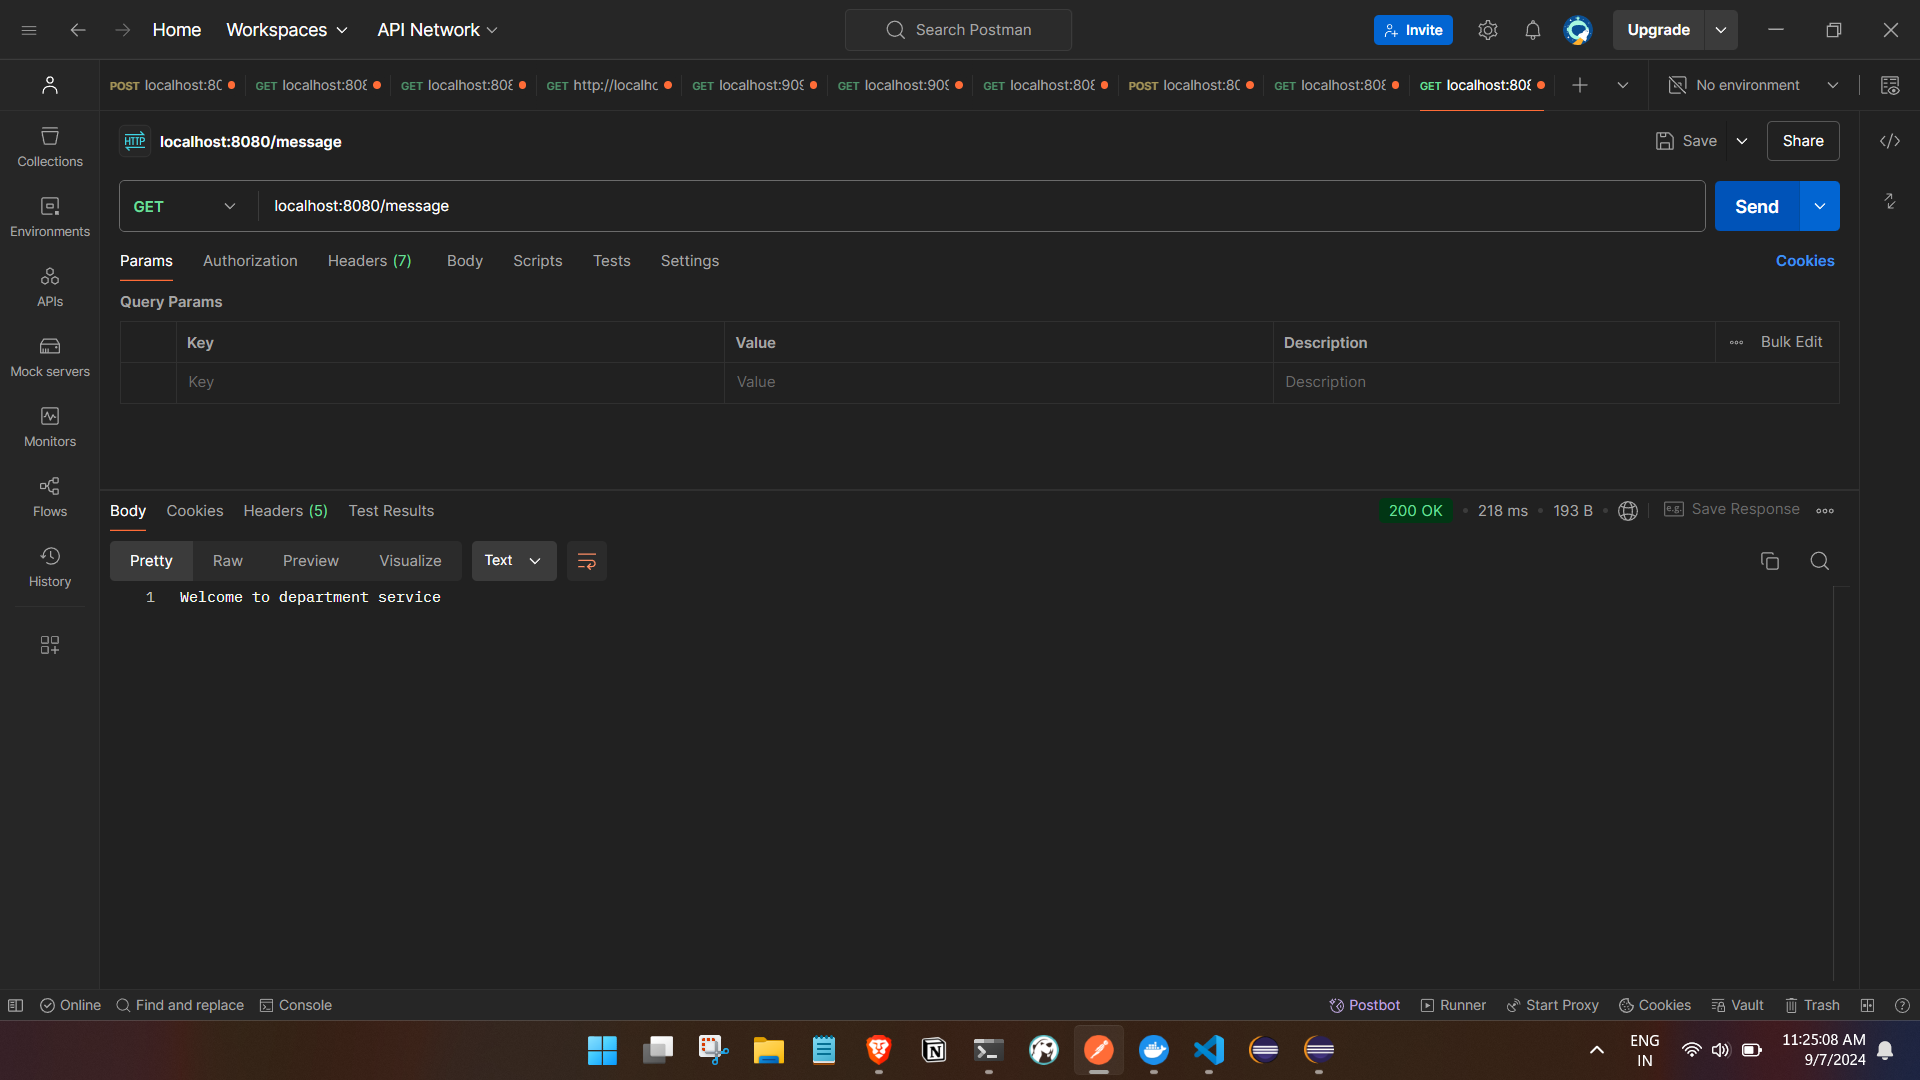 Home Workspaces API Network Search Postman Invite Upgrade
POST localhost:80 GET localhost:808 GET localhost:808 GET http://localho GET localhost:909 GET localhost:909 GET localhost:808 POST localhost:80 GET localhost:808 GET localhost:808 No environment
HTTP localhost:8080/message Save Share
Collections
GET localhost:8080/message Send
Environments
Params Authorization Headers (7) Body Scripts Tests Settings Cookies
Query Params
APIs
Key Value Description Bulk Edit
Key Value Description
Mock servers
Monitors
Flows
Body Cookies Headers (5) Test Results 200 OK 218 ms 193 B e.g. Save Response
History
Pretty Raw Preview Visualize Text
1 Welcome to department service
Online Find and replace Console Postbot Runner Start Proxy Cookies Vault Trash
ENG
IN
11:25:08 AM
9/7/2024